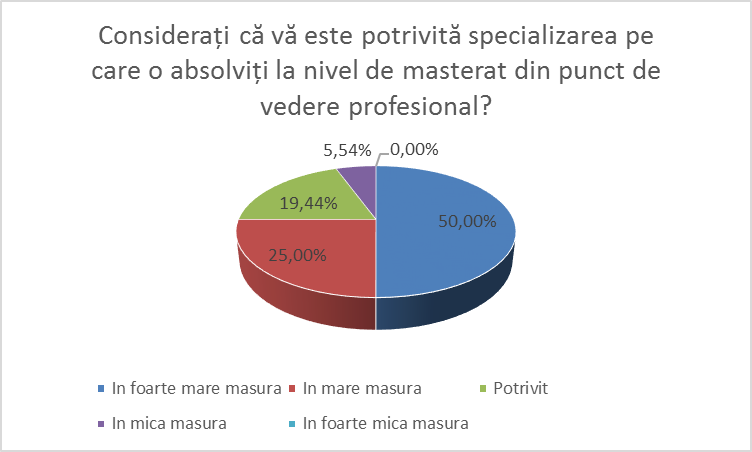 Considerați că vă este potrivită specializarea pe
care o absolviți la nivel de masterat din punct de
vedere profesional?
5,54% 0,00%
19,44%
50,00%
25,00%
In foarte mare masura In mare masura Potrivit
In mica masura In foarte mica masura